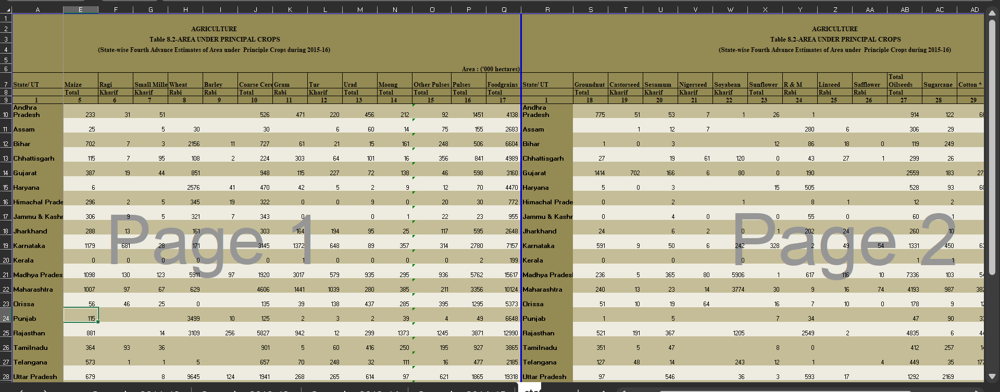 A E F G H I J K L M N O P Q R S T U V W X Y Z AA AB AC AD
1
2 AGRICULTURE AGRICULTURE
3 Table 8.2-AREA UNDER PRINCIPAL CROPS Table 8.2-AREA UNDER PRINCIPAL CROPS
4 (State-wise Fourth Advance Estimates of Area under Principle Crops during 2015-16) (State-wise Fourth Advance Estimates of Area under Principle Crops during 2015-16)
5
6 Area : ('000 hectares)
7 State/ UT Maize Ragi Small Mille Wheat Barley Coarse Cere Gram Tur Urad Moong Other Pulses Pulses Foodgrains State/ UT Groundnut Castorseed Sesamum Nigerseed Soyabean Sunflower R & M Linseed Safflower Total Oilseeds Sugarcane Cotton *
8 Total Kharif Kharif Rabi Rabi Total Rabi Kharif Total Total Total Total Total Total Kharif Kharif Kharif Kharif Total Rabi Rabi Rabi Total
9 1 5 6 7 8 9 10 11 12 13 14 15 16 17 1 18 19 20 21 22 23 24 25 26 27 28 29
10 Andhra Pradesh 233 31 51 526 471 220 456 212 92 1451 4138 Andhra Pradesh 775 51 53 7 1 26 1 914 122 66
11 Assam 25 5 30 30 6 60 14 75 155 2683 Assam 1 12 7 280 6 306 29
12 Bihar 702 7 3 2156 11 727 61 21 15 161 248 506 6604 Bihar 1 0 3 12 86 18 0 119 249
13 Chhattisgarh 115 7 95 108 2 224 303 64 101 16 356 841 4989 Chhattisgarh 27 19 61 120 0 43 27 1 299 26
14 Gujarat 387 19 44 851 948 115 227 72 138 46 598 3160 Gujarat 1414 702 166 6 80 0 190 2559 183 27
15 Haryana 6 2576 41 470 42 5 2 9 12 70 4470 Haryana 5 0 3 15 505 528 93 60
16 Himachal Prade 296 2 5 345 19 322 0 0 9 0 20 30 772 Himachal Prade 0 2 1 8 1 12 2
17 Jammu & Kashr 306 9 5 321 7 343 0 0 1 22 23 955 Jammu & Kashr 0 4 0 0 55 0 60 1
18 Jharkhand 288 13 161 303 164 194 95 25 117 595 2648 Jharkhand 24 6 2 0 1 202 24 260 10
19 Karnataka 1179 681 28 171 3145 1372 648 89 357 314 2780 7157 Karnataka 591 9 50 6 242 328 2 49 54 1331 450 63
Page 1 Page 2
20 Kerala 0 0 0 0 0 1 0 0 0 0 2 199 Kerala 0 0 0 1 1
21 Madhya Prades 1098 130 123 5911 97 1920 3017 579 935 295 936 5762 15617 Madhya Prades 236 5 365 80 5906 1 617 116 10 7336 103 54
22 Maharashtra 1007 97 67 629 4606 1441 1039 280 385 211 3356 10124 Maharashtra 240 13 23 14 3774 30 9 16 74 4193 987 382
23 Orissa 56 46 25 0 135 39 138 437 285 395 1295 5373 Orissa 51 10 19 64 16 7 10 0 178 9 12
24 Punjab 115 3499 10 125 2 3 2 39 4 49 6648 Punjab 1 5 7 34 47 90 33
25 Rajasthan 881 14 3109 256 5827 942 12 299 1373 1245 3871 12990 Rajasthan 521 191 367 1205 2549 2 4835 6 44
26 Tamilnadu 364 93 36 901 5 60 416 250 195 927 3865 Tamilnadu 351 5 47 8 0 412 257 14
27 Telangana 573 1 1 5 657 70 248 32 111 16 477 2185 Telangana 127 48 14 243 12 1 4 449 35 177
28 Uttar Pradesh 679 8 9645 124 1941 268 265 614 97 621 1865 19318 Uttar Pradesh 97 546 36 3 593 17 1292 2169